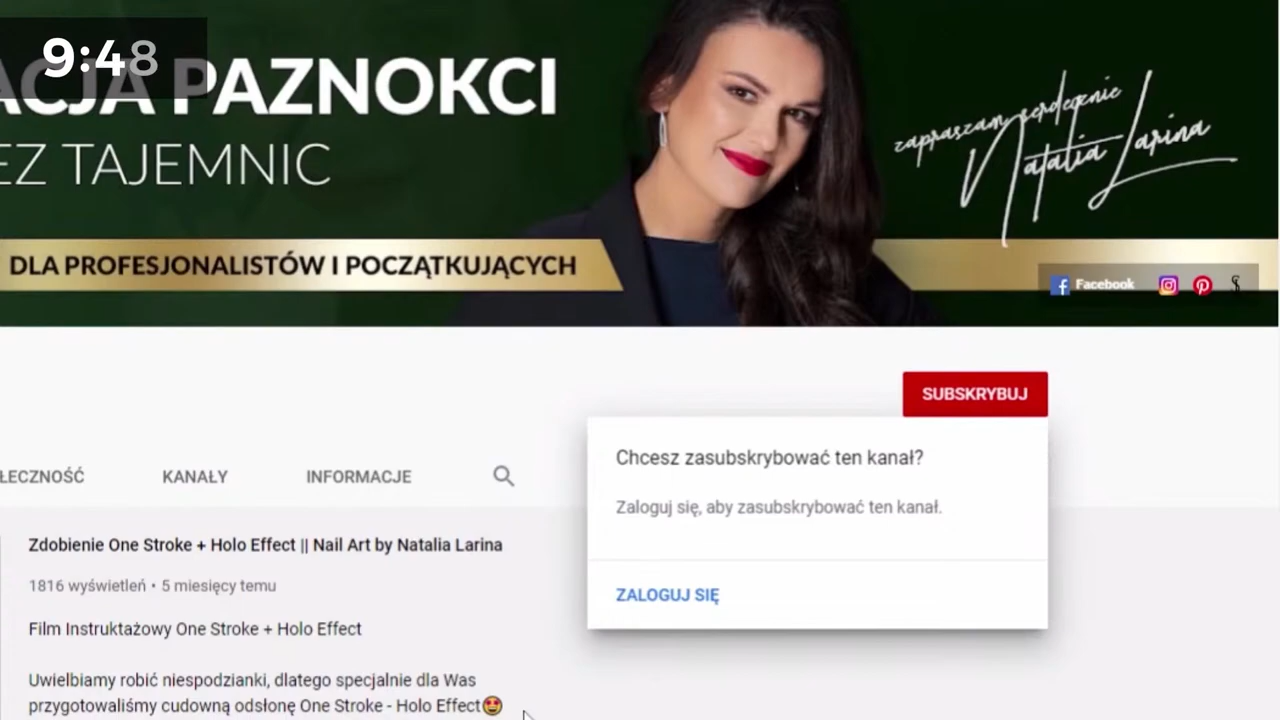 9:48
ACJA PAZNOKCI
EZ TAJEMNIC
DLA PROFESJONALISTÓW I POCZĄTKUJĄCYCH
zapraszam serdecznie
Natalia Larina
Facebook
SUBSKRYBUJ
Chcesz zasubskrybować ten kanał?
Zaloguj się, aby zasubskrybować ten kanał.
ZALOGUJ SIĘ
ŁECZNOŚĆ KANAŁY INFORMACJE
Zdobienie One Stroke + Holo Effect || Nail Art by Natalia Larina
1816 wyświetleń • 5 miesięcy temu
Film Instruktażowy One Stroke + Holo Effect
Uwielbiamy robić niespodzianki, dlatego specjalnie dla Was
przygotowaliśmy cudowną odsłonę One Stroke - Holo Effect🤩